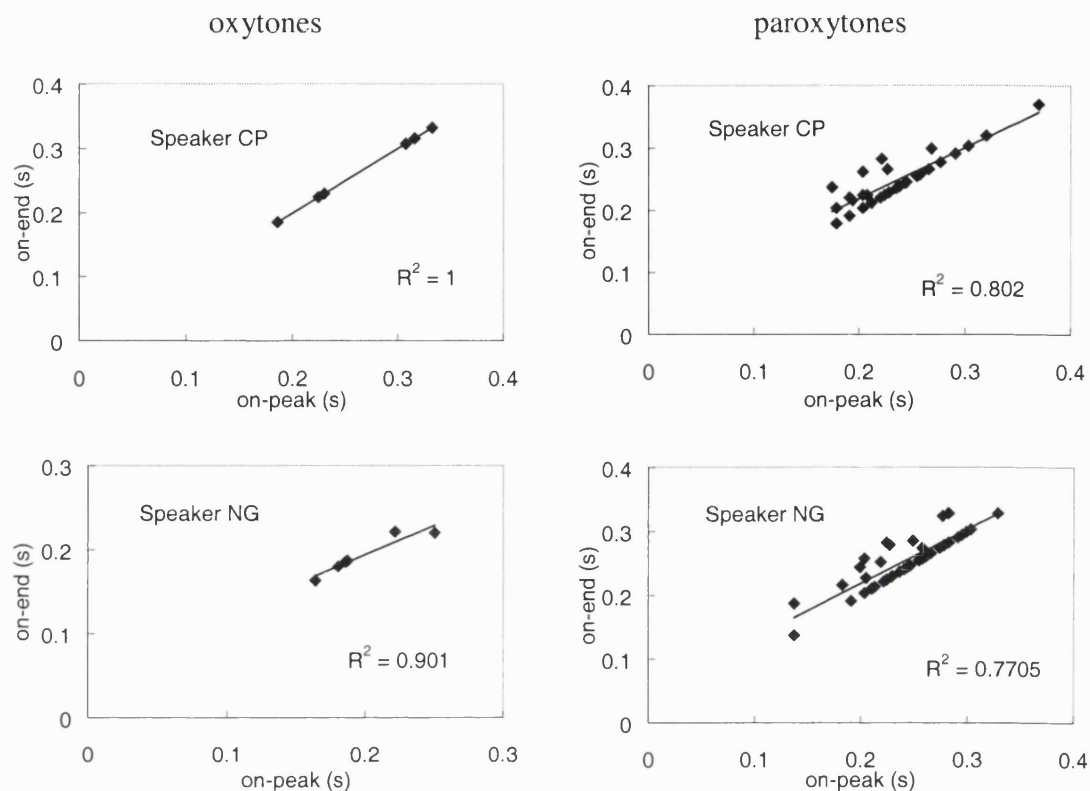 oxytones
paroxytones
0.4
0.3
0.2
0.1
0
on-end (s)
Speaker CP
R² = 1
0
0.1
0.2
0.3
0.4
on-peak (s)
0.4
0.3
0.2
0.1
0
on-end (s)
Speaker CP
R² = 0.802
0
0.1
0.2
0.3
0.4
on-peak (s)
0.3
0.2
0.1
0
on-end (s)
Speaker NG
R² = 0.901
0
0.1
0.2
0.3
on-peak (s)
0.4
0.3
0.2
0.1
0
on-end (s)
Speaker NG
R² = 0.7705
0
0.1
0.2
0.3
0.4
on-peak (s)